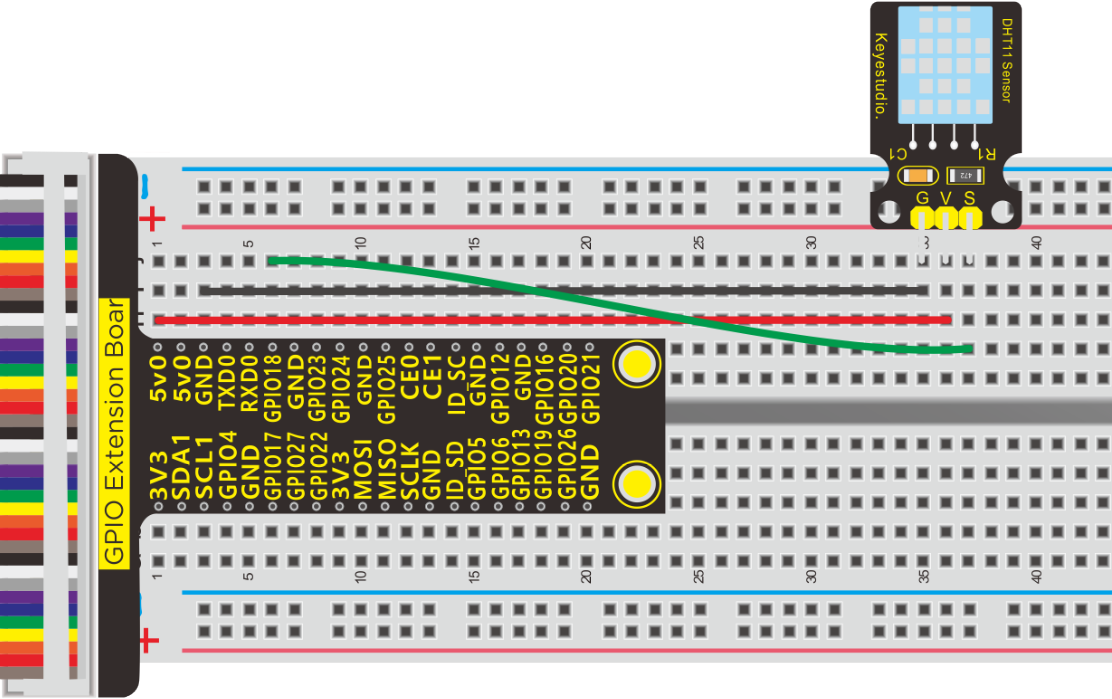 Keyestudio.
DHT11 Sensor
C1
R1
472
G V S
+
1 5 10 15 20 25 30 35 40
GPIO Extension Boar
5v0
5v0
GND
TXD0
RXD0
GPIO18
GND
GPIO23
GPIO24
GND
GPIO25
CE0
CE1
ID_SC
GND
GPIO12
GND
GPIO16
GPIO20
GPIO21
3V3
SDA1
SCL1
GPIO4
GND
GPIO17
GPIO27
GPIO22
3V3
MOSI
MISO
SCLK
GND
ID_SD
GPIO5
GPIO6
GPIO13
GPIO19
GPIO26
GND
1 5 10 15 20 25 30 35 40
+